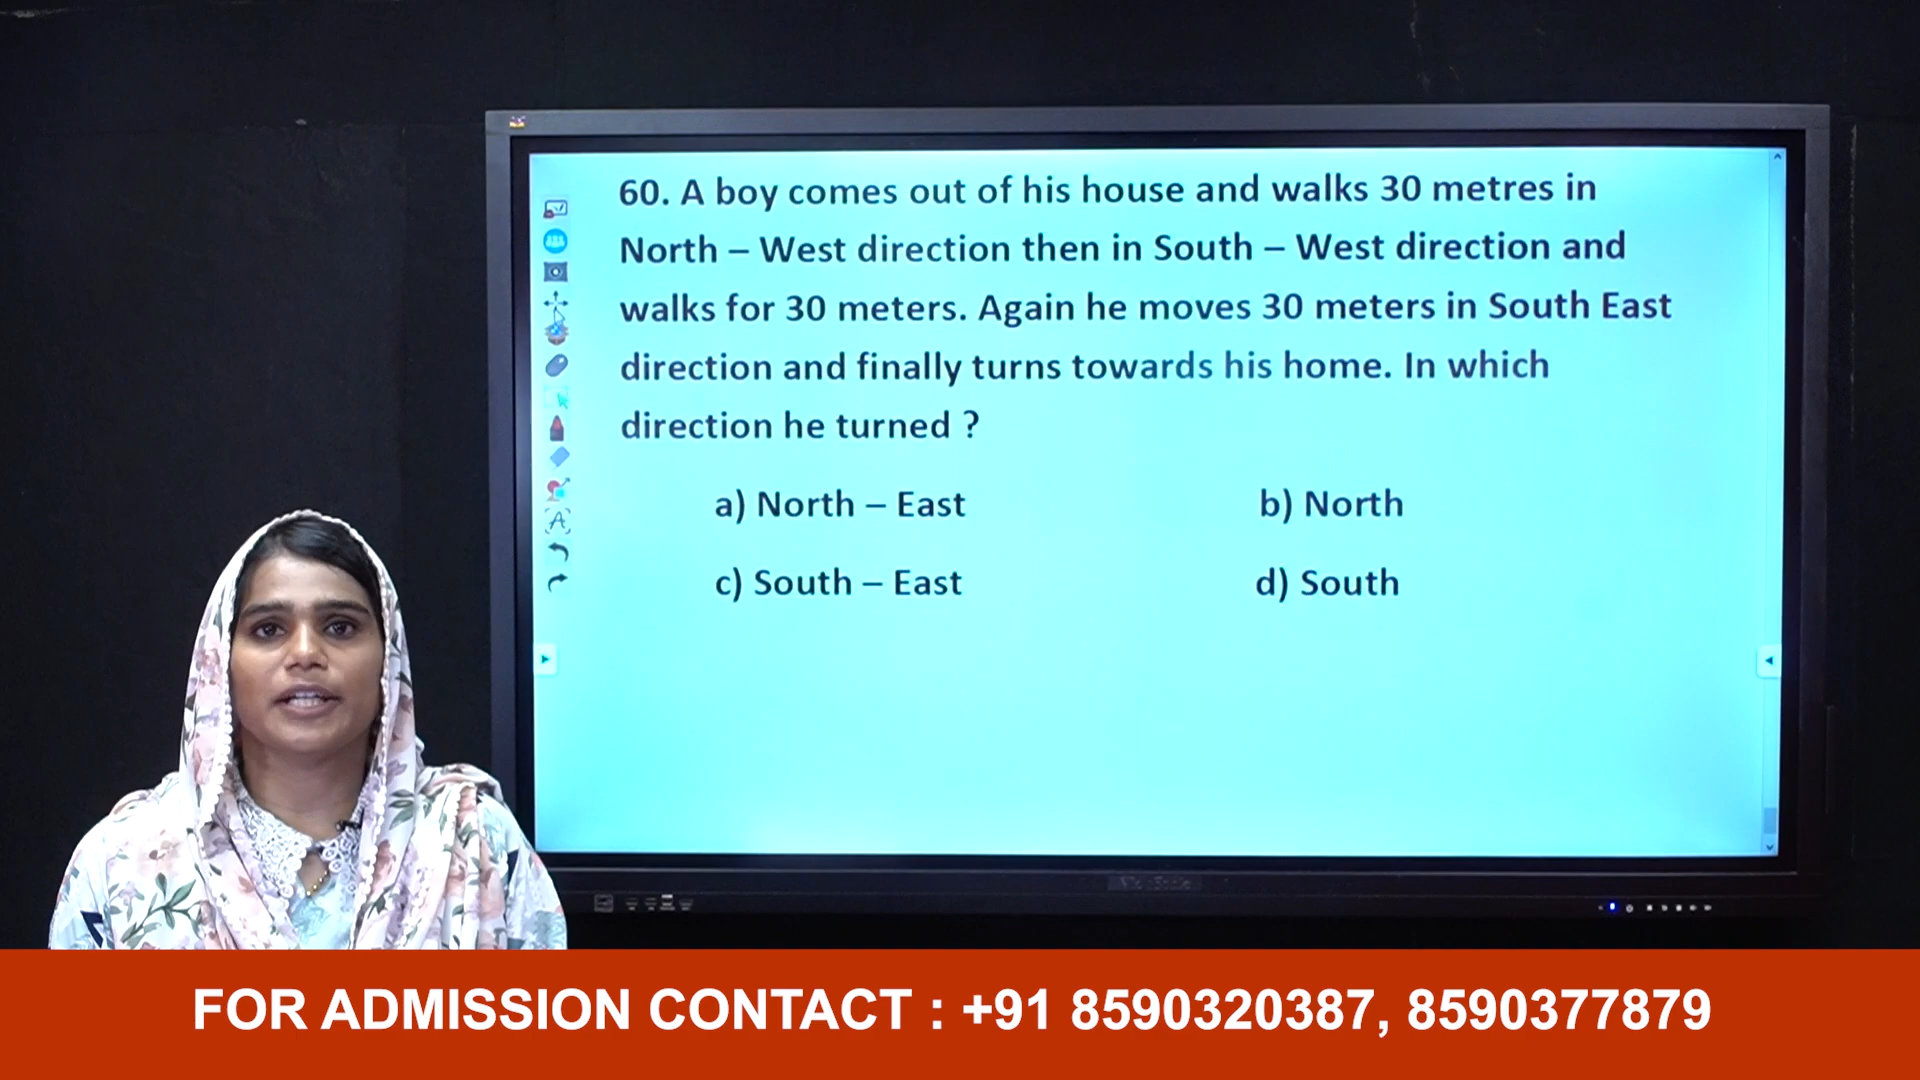 60. A boy comes out of his house and walks 30 metres in
North – West direction then in South – West direction and
walks for 30 meters. Again he moves 30 meters in South East
direction and finally turns towards his home. In which
direction he turned ?
a) North – East b) North
c) South – East d) South
FOR ADMISSION CONTACT : +91 8590320387, 8590377879